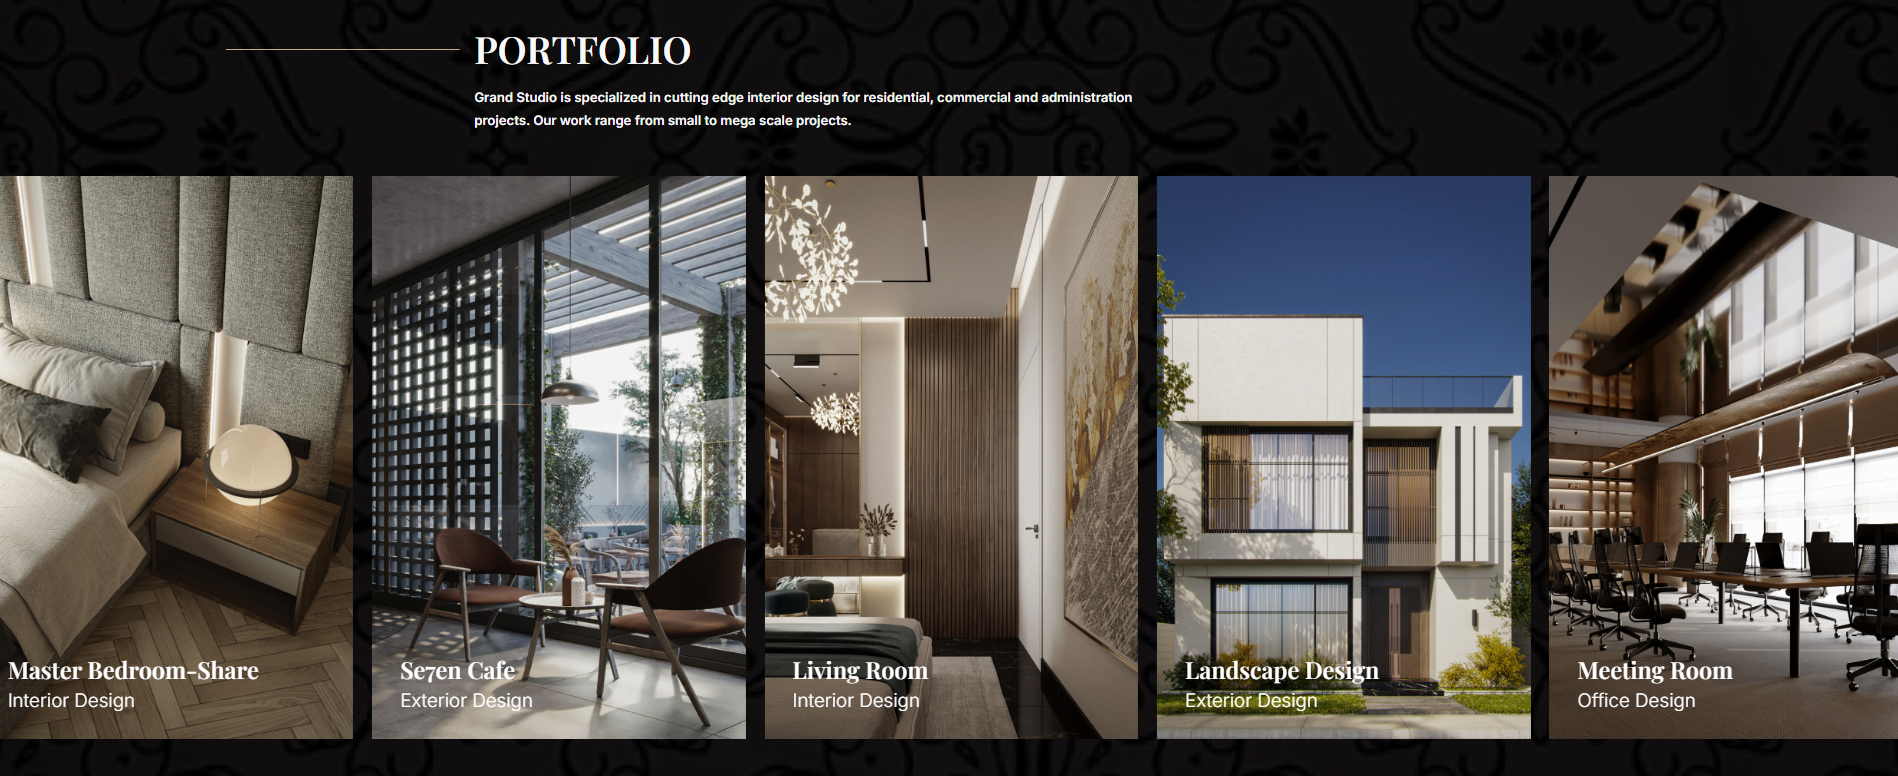 PORTFOLIO
Grand Studio is specialized in cutting edge interior design for residential, commercial and administration
projects. Our work range from small to mega scale projects.
Master Bedroom-Share
Interior Design
Se7en Cafe
Exterior Design
Living Room
Interior Design
Landscape Design
Exterior Design
Meeting Room
Office Design